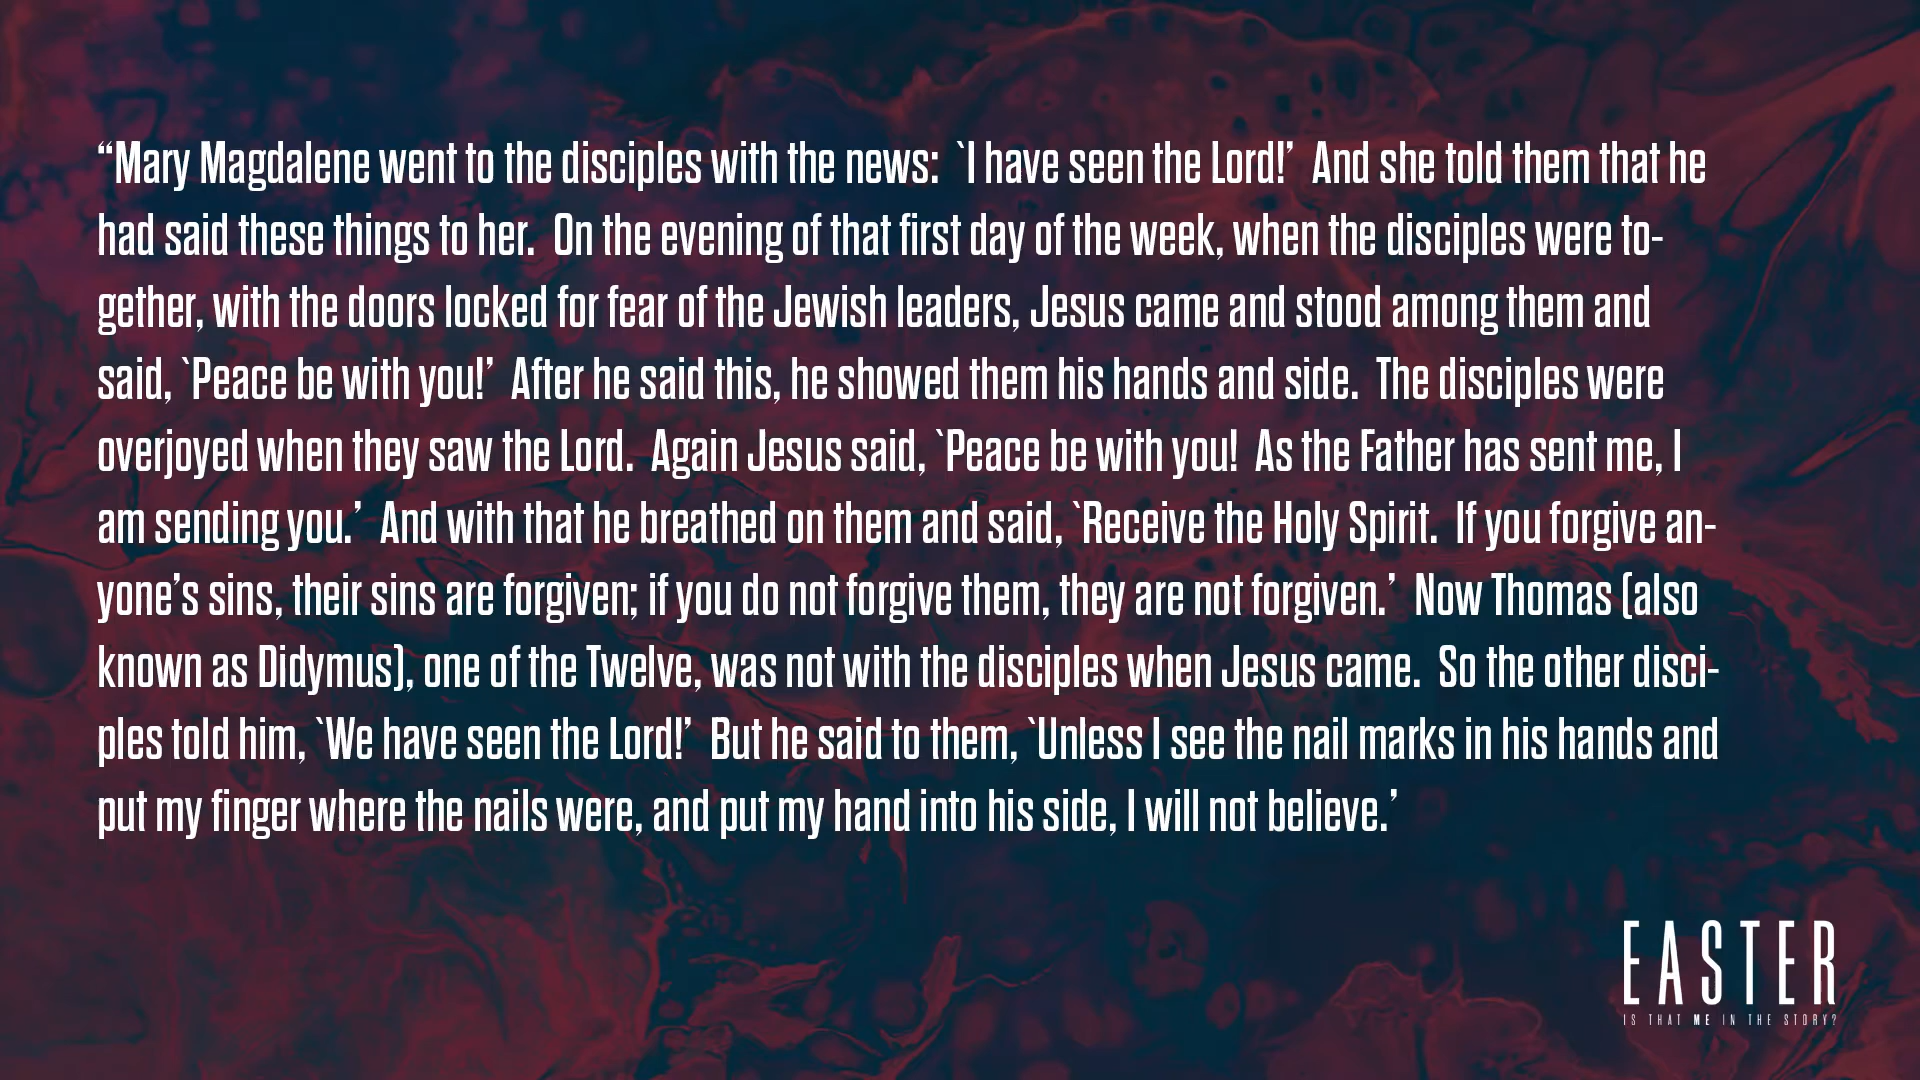 “Mary Magdalene went to the disciples with the news:  `I have seen the Lord!’  And she told them that he
had said these things to her.  On the evening of that first day of the week, when the disciples were to-
gether, with the doors locked for fear of the Jewish leaders, Jesus came and stood among them and
said, `Peace be with you!’  After he said this, he showed them his hands and side.  The disciples were
overjoyed when they saw the Lord.  Again Jesus said, `Peace be with you!  As the Father has sent me, I
am sending you.’  And with that he breathed on them and said, `Receive the Holy Spirit.  If you forgive an-
yone’s sins, their sins are forgiven; if you do not forgive them, they are not forgiven.’  Now Thomas (also
known as Didymus), one of the Twelve, was not with the disciples when Jesus came.  So the other disci-
ples told him, `We have seen the Lord!’  But he said to them, `Unless I see the nail marks in his hands and
put my finger where the nails were, and put my hand into his side, I will not believe.’
EASTER
IS THAT ME IN THE STORY?